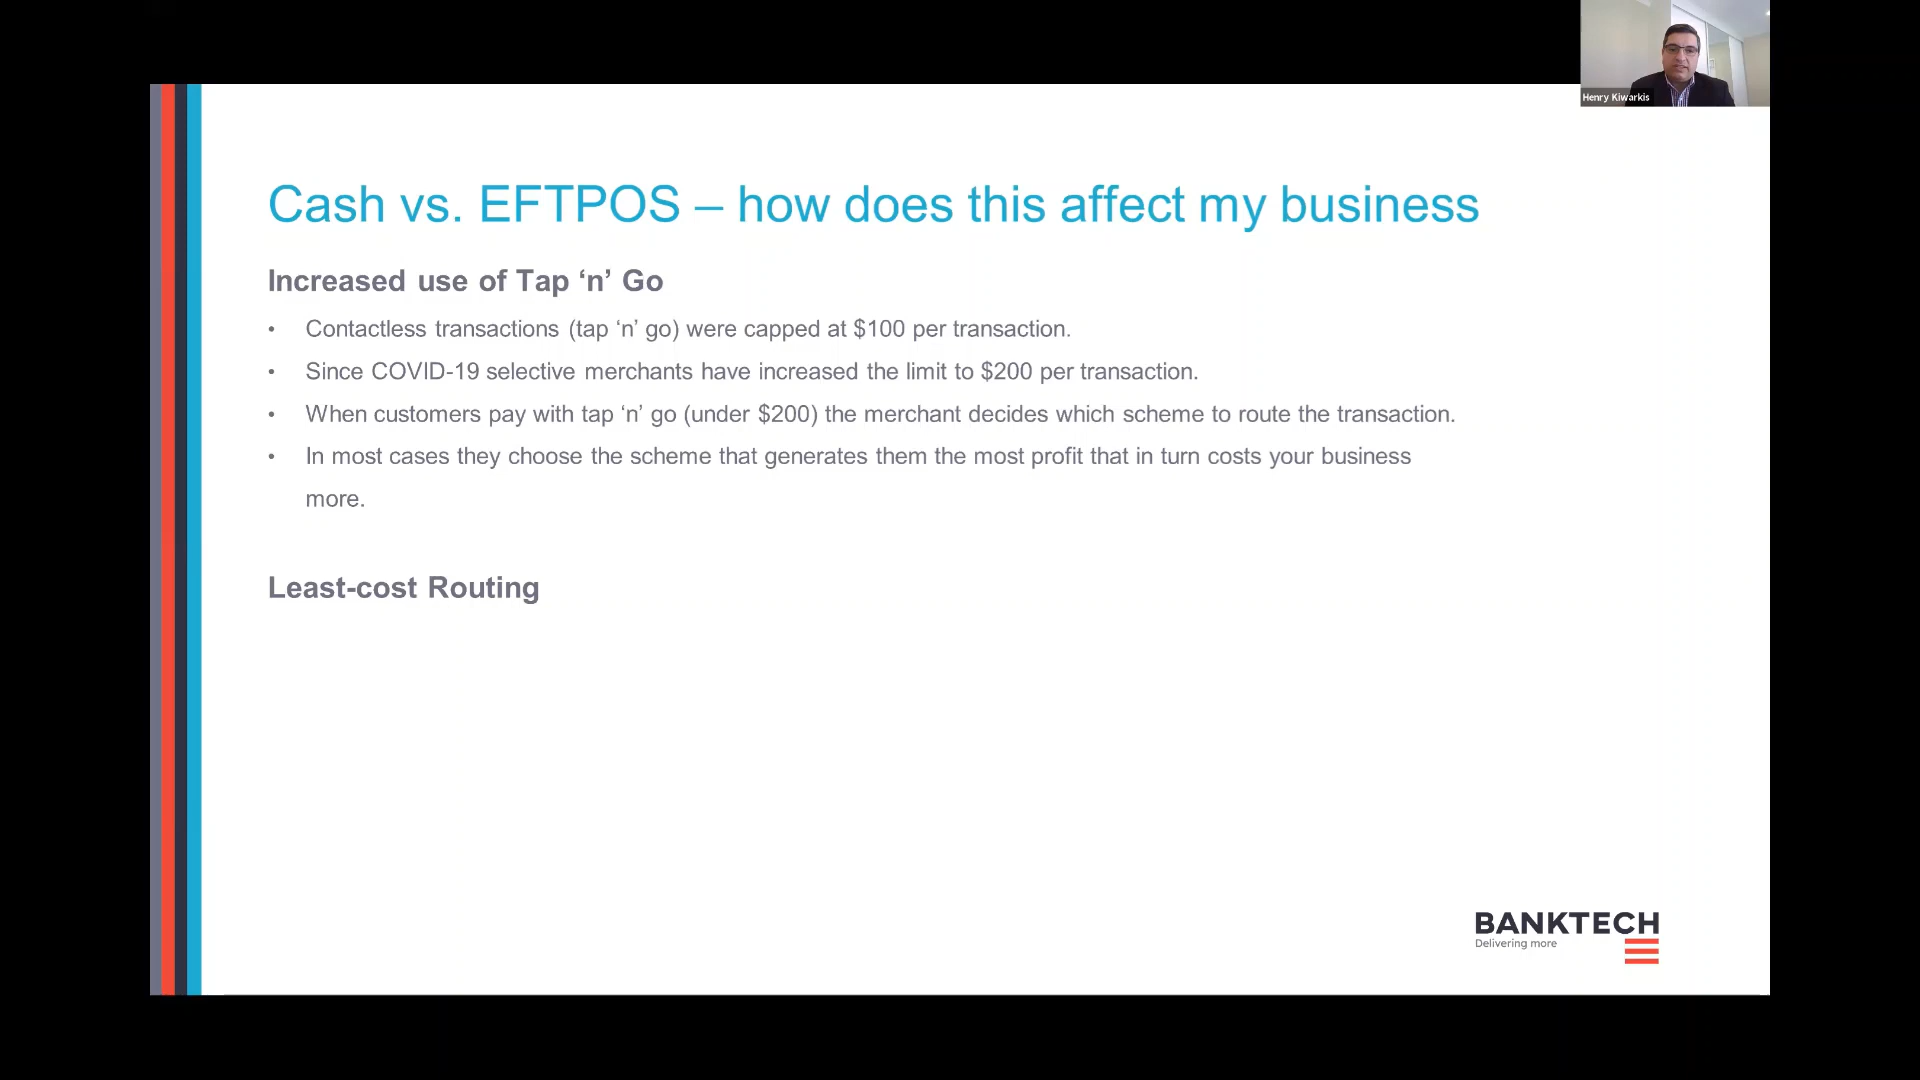 Henry Kiwarkis
Cash vs. EFTPOS – how does this affect my business
Increased use of Tap ‘n’ Go
• Contactless transactions (tap ‘n’ go) were capped at $100 per transaction.
• Since COVID-19 selective merchants have increased the limit to $200 per transaction.
• When customers pay with tap ‘n’ go (under $200) the merchant decides which scheme to route the transaction.
• In most cases they choose the scheme that generates them the most profit that in turn costs your business
more.
Least-cost Routing
BANKTECH
Delivering more